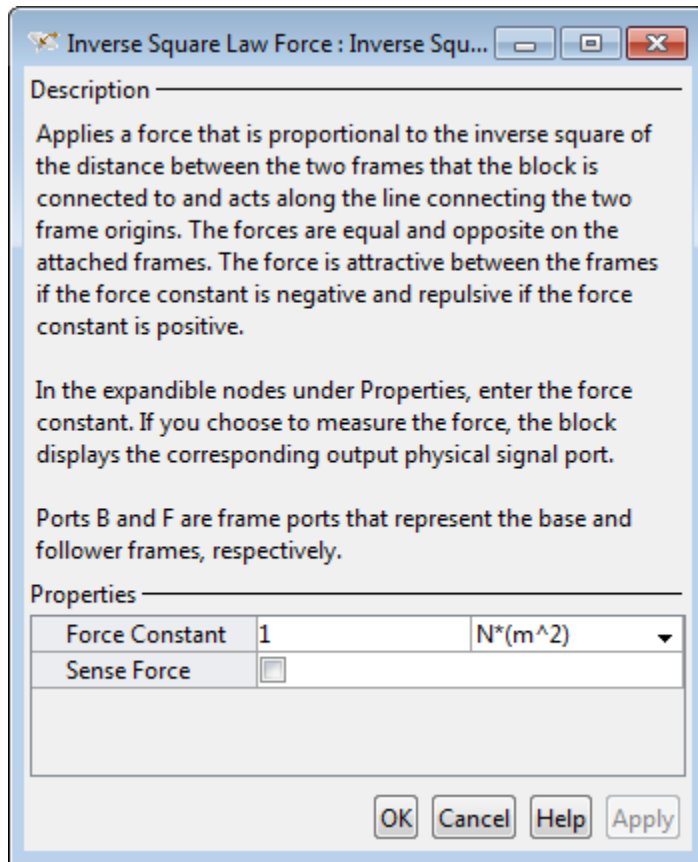 Inverse Square Law Force : Inverse Squ...
Description
Applies a force that is proportional to the inverse square of
the distance between the two frames that the block is
connected to and acts along the line connecting the two
frame origins. The forces are equal and opposite on the
attached frames. The force is attractive between the frames
if the force constant is negative and repulsive if the force
constant is positive.
In the expandible nodes under Properties, enter the force
constant. If you choose to measure the force, the block
displays the corresponding output physical signal port.
Ports B and F are frame ports that represent the base and
follower frames, respectively.
Properties
Force Constant 1 N*(m^2)
Sense Force
OK Cancel Help Apply